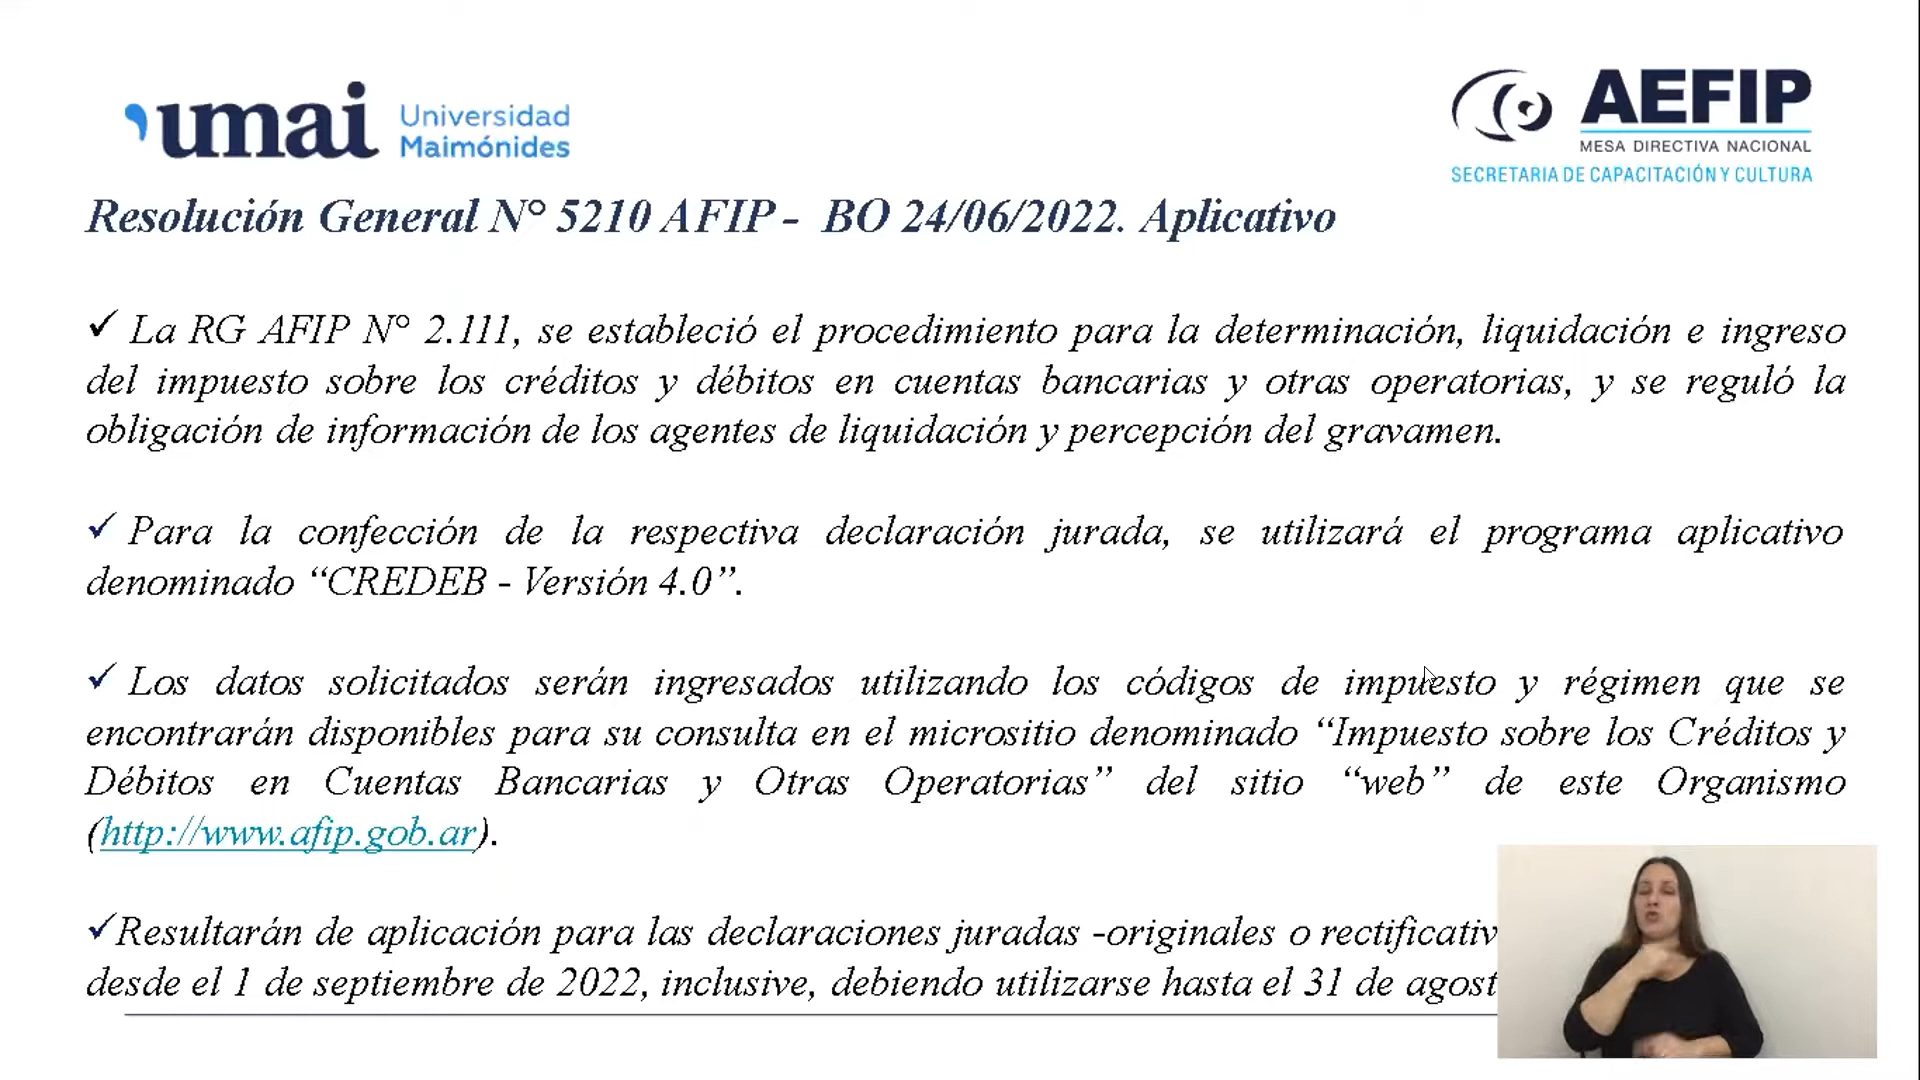 umai Universidad
Maimónides
AEFIP
MESA DIRECTIVA NACIONAL
SECRETARIA DE CAPACITACIÓN Y CULTURA
Resolución General N° 5210 AFIP - BO 24/06/2022. Aplicativo
✓ La RG AFIP N° 2.111, se estableció el procedimiento para la determinación, liquidación e ingreso
del impuesto sobre los créditos y débitos en cuentas bancarias y otras operatorias, y se reguló la
obligación de información de los agentes de liquidación y percepción del gravamen.
✓ Para la confección de la respectiva declaración jurada, se utilizará el programa aplicativo
denominado “CREDEB - Versión 4.0”.
✓ Los datos solicitados serán ingresados utilizando los códigos de impuesto y régimen que se
encontrarán disponibles para su consulta en el micrositio denominado “Impuesto sobre los Créditos y
Débitos en Cuentas Bancarias y Otras Operatorias” del sitio “web” de este Organismo
(http://www.afip.gob.ar).
✓Resultarán de aplicación para las declaraciones juradas -originales o rectificativ
desde el 1 de septiembre de 2022, inclusive, debiendo utilizarse hasta el 31 de agost